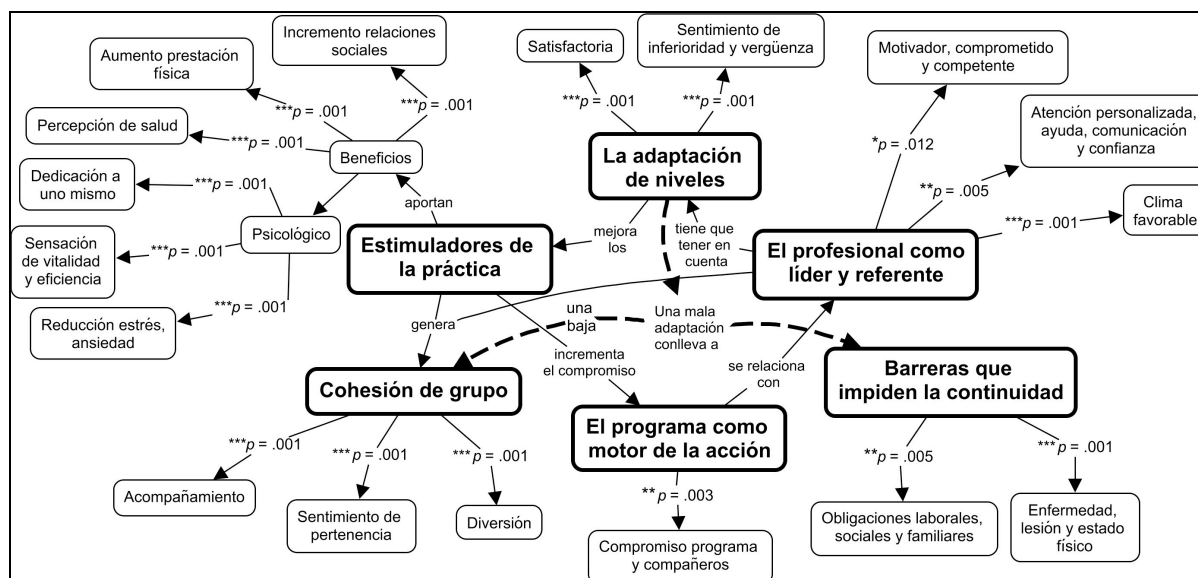 Incremento relaciones
sociales
Aumento prestación
física
***p = .001
***p = .001
Percepción de salud
***p = .001
Beneficios
Dedicación a
uno mismo
***p = .001
aportan
Psicológico
Sensación
de vitalidad
y eficiencia
***p = .001
***p = .001
Reducción estrés,
ansiedad
Estimuladores de
la práctica
Satisfactoria
Sentimiento de
inferioridad y vergüenza
***p = .001
***p = .001
La adaptación
de niveles
mejora
los
tiene que
tener en
cuenta
Motivador, comprometido
y competente
*p = .012
Atención personalizada,
ayuda, comunicación
y confianza
**p = .005
Clima
favorable
***p = .001
El profesional como
líder y referente
genera
una
baja
Una mala
adaptación
conlleva a
incrementa
el compromiso
se relaciona
con
Cohesión de grupo
***p = .001
***p = .001
***p = .001
Acompañamiento
Sentimiento de
pertenencia
Diversión
El programa como
motor de la acción
**p = .003
Compromiso programa
y compañeros
Barreras que
impiden la continuidad
**p = .005
***p = .001
Obligaciones laborales,
sociales y familiares
Enfermedad,
lesión y estado
físico